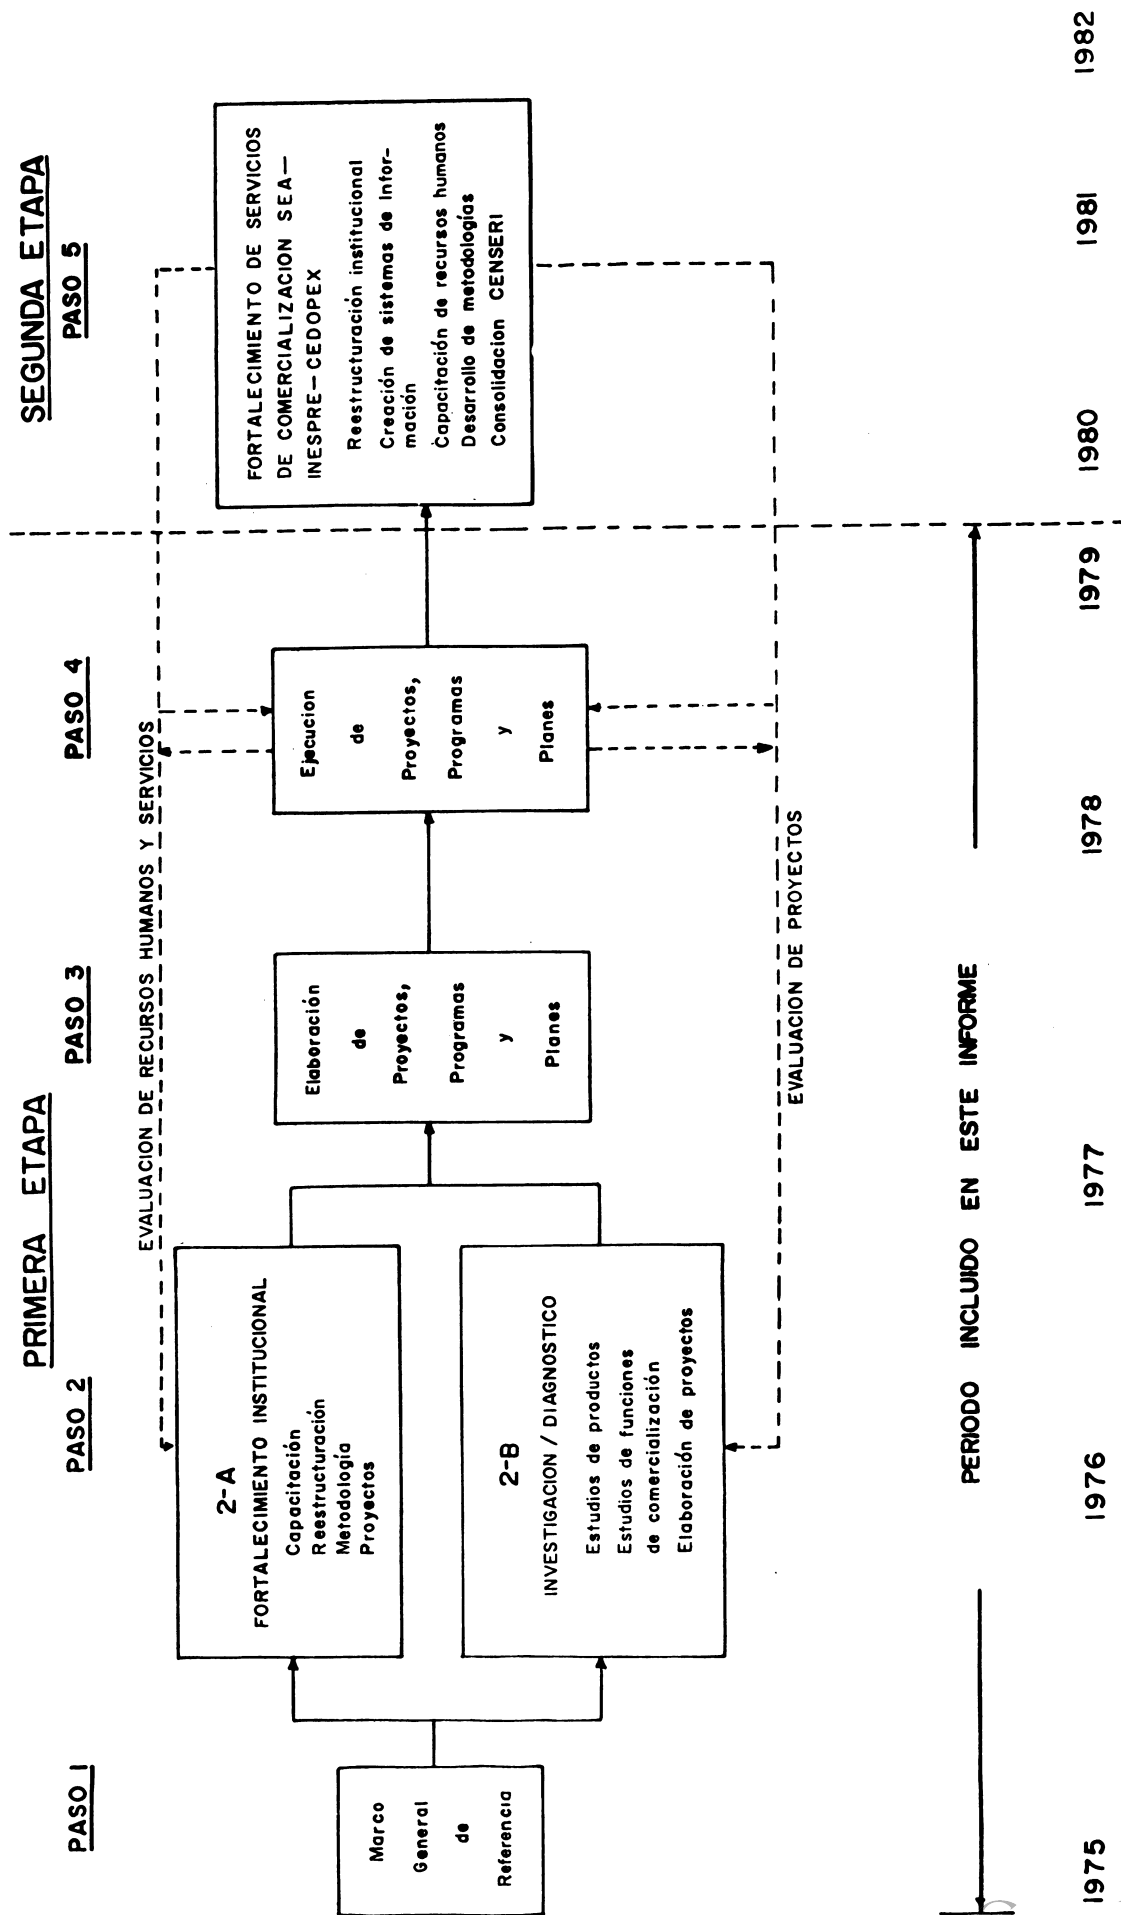 PRIMERA ETAPA
SEGUNDA ETAPA
PASO 1
PASO 2
PASO 3
PASO 4
PASO 5
EVALUACION DE RECURSOS HUMANOS Y SERVICIOS
Marco
General
de
Referencia
2-A
FORTALECIMIENTO INSTITUCIONAL
Capacitación
Reestructuración
Metodología
Proyectos
2-B
INVESTIGACION / DIAGNOSTICO
Estudios de productos
Estudios de funciones
de comercialización
Elaboración de proyectos
Elaboración
de
Proyectos,
Programas
y
Planes
Ejecucion
de
Proyectos,
Programas
y
Planes
FORTALECIMIENTO DE SERVICIOS
DE COMERCIALIZACION SEA—
INESPRE—CEDOPEX
Reestructuración institucional
Creación de sistemas de Infor-
mación
Capacitación de recursos humanos
Desarrollo de metodologías
Consolidacion CENSERI
EVALUACION DE PROYECTOS
PERIODO INCLUIDO EN ESTE INFORME
1975
1976
1977
1978
1979
1980
1981
1982